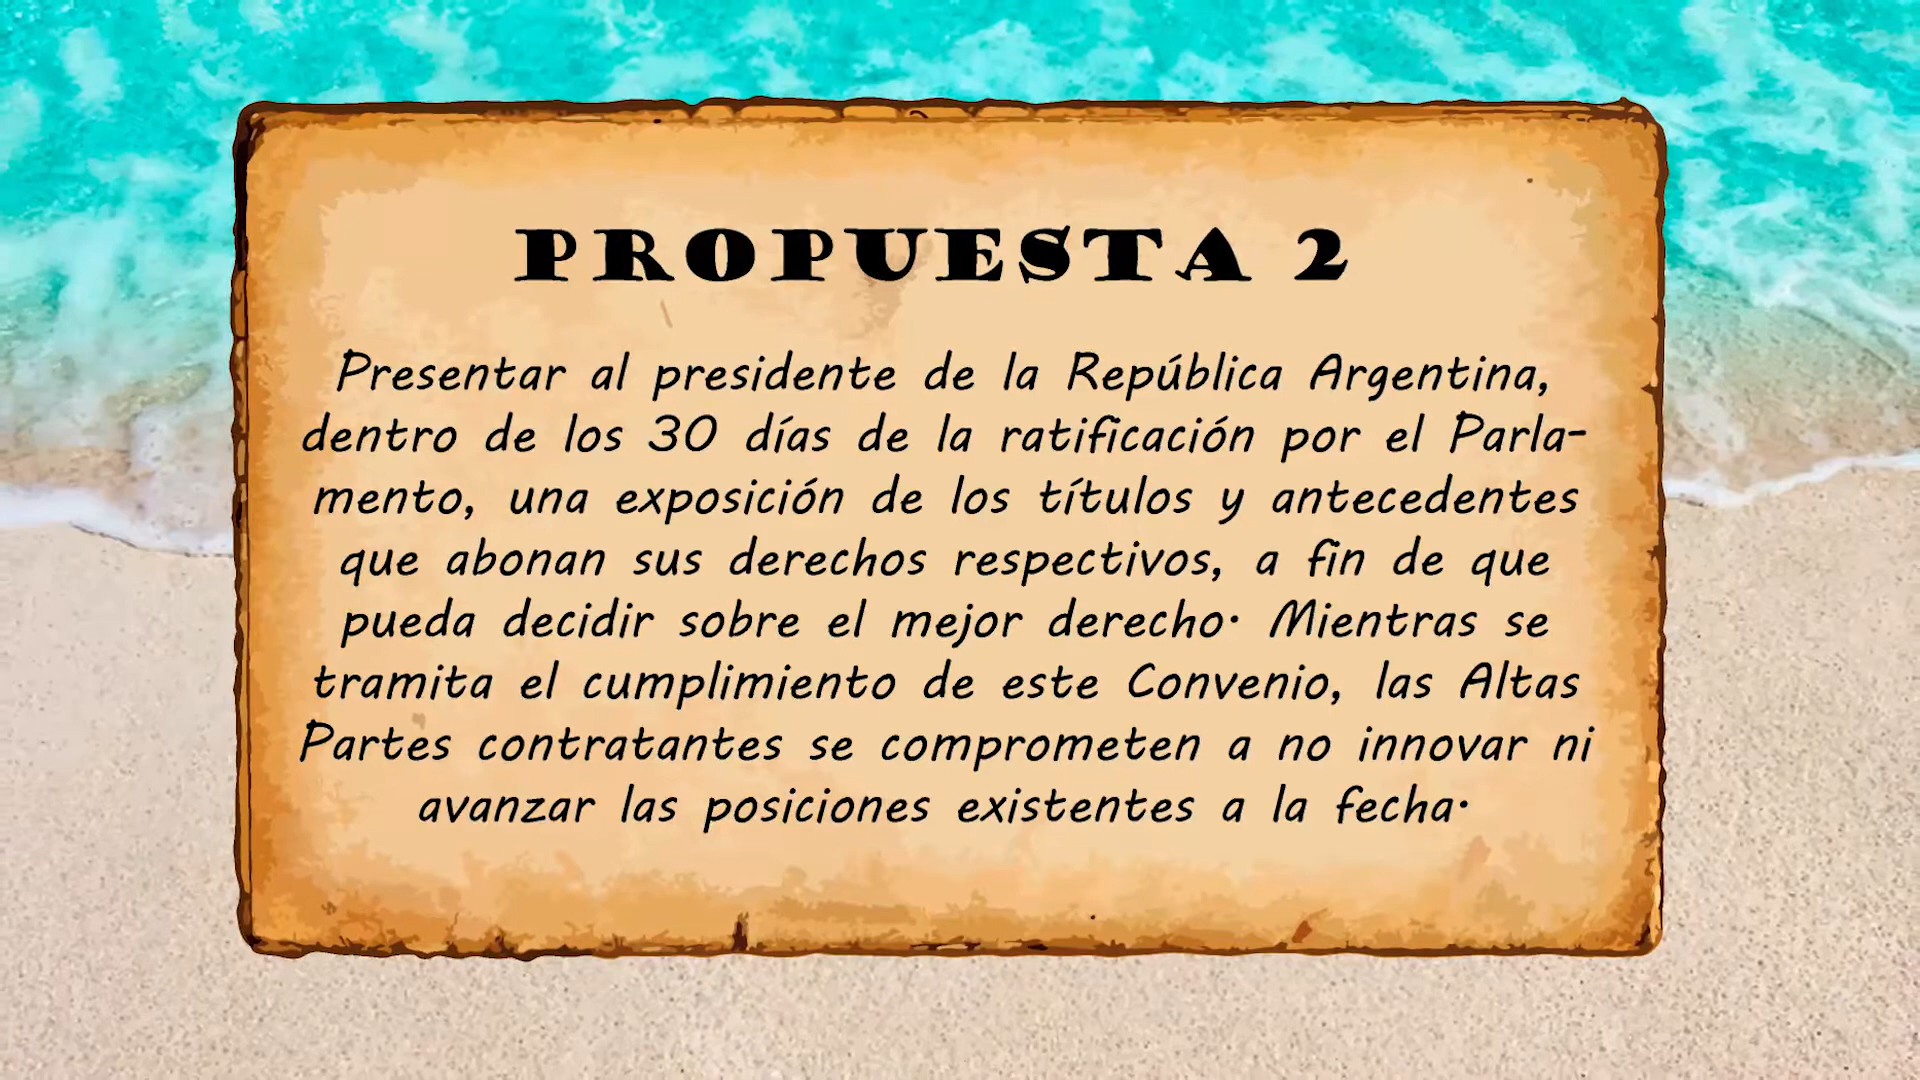 PROPUESTA 2
Presentar al presidente de la República Argentina,
dentro de los 30 días de la ratificación por el Parla-
mento, una exposición de los títulos y antecedentes
que abonan sus derechos respectivos, a fin de que
pueda decidir sobre el mejor derecho. Mientras se
tramita el cumplimiento de este Convenio, las Altas
Partes contratantes se comprometen a no innovar ni
avanzar las posiciones existentes a la fecha.